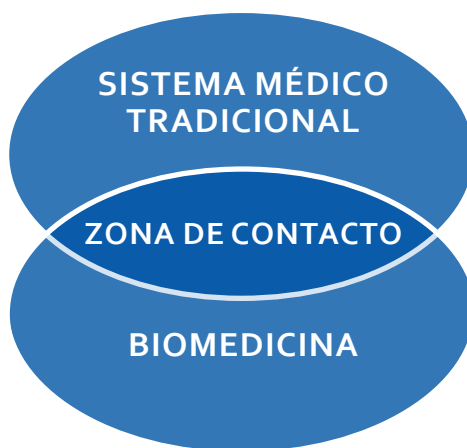 SISTEMA MÉDICO
TRADICIONAL
ZONA DE CONTACTO
BIOMEDICINA